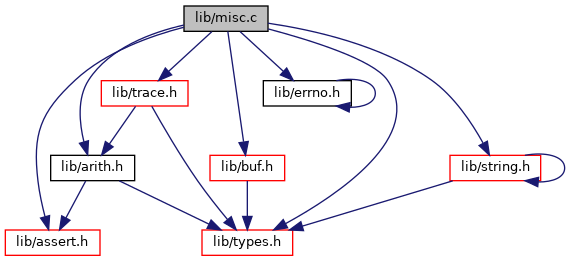 lib/misc.c
lib/trace.h
lib/errno.h
lib/arith.h
lib/buf.h
lib/string.h
lib/assert.h
lib/types.h